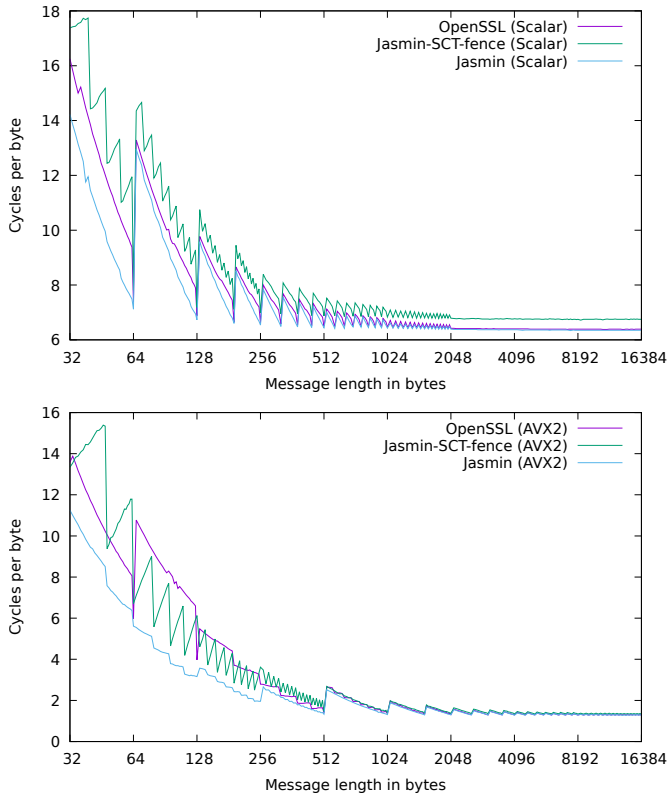 18
16
14
12
10
8
6
Cycles per byte
OpenSSL (Scalar)
Jasmin-SCT-fence (Scalar)
Jasmin (Scalar)
32 64 128 256 512 1024 2048 4096 8192 16384
Message length in bytes
16
14
12
10
8
6
4
2
0
Cycles per byte
OpenSSL (AVX2)
Jasmin-SCT-fence (AVX2)
Jasmin (AVX2)
32 64 128 256 512 1024 2048 4096 8192 16384
Message length in bytes